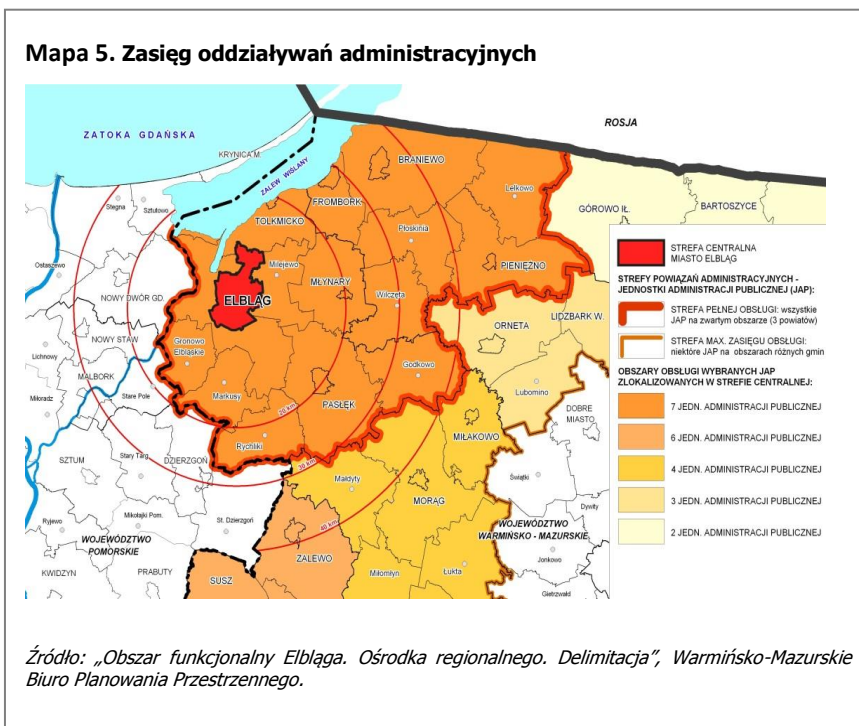 Mapa 5. Zasięg oddziaływań administracyjnych
ROSJA
ZATOKA GDAŃSKA
KRYNICA M.
ZALEW WIŚLANY
BRANIEWO
FROMBORK
Lelkowo
GÓROWO IŁ.
BARTOSZYCE
Stegna
Sztutowo
TOLKMICKO
Płoskinia
Ostaszewo
Milejewo
MŁYNARY
PIENIĘŻNO
NOWY DWÓR GD.
ELBLĄG
Wilczęta
ORNETA
LIDZBARK W.
NOWY STAW
Lichnowy
Gronowo
Elbląskie
MALBORK
Godkowo
Miłoradz
Stare Pole
Markusy
PASŁĘK
Lubomino
20 km
DOBRE
MIASTO
Rychliki
MIŁAKOWO
SZTUM
Stary Targ
DZIERZGOŃ
30 km
Małdyty
Świątki
MORĄG
Dywity
Ryjewo
Mikołajki Pom.
St. Dzierzgoń
40 km
WOJEWÓDZTWO
POMORSKIE
WOJEWÓDZTWO
WARMIŃSKO - MAZURSKIE
ZALEWO
Jonkowo
KWIDZYN
PRABUTY
SUSZ
Miłomłyn
Łukta
Gietrzwałd
STREFA CENTRALNA
MIASTO ELBLĄG
STREFY POWIĄZAŃ ADMINISTRACYJNYCH -
JEDNOSTKI ADMINISTRACJI PUBLICZNEJ (JAP):
STREFA PEŁNEJ OBSŁUGI: wszystkie
JAP na zwartym obszarze (3 powiatów)
STREFA MAX. ZASIĘGU OBSŁUGI:
niektóre JAP na obszarach różnych gmin
OBSZARY OBSŁUGI WYBRANYCH JAP
ZLOKALIZOWANYCH W STREFIE CENTRALNEJ:
7 JEDN. ADMINISTRACJI PUBLICZNEJ
6 JEDN. ADMINISTRACJI PUBLICZNEJ
4 JEDN. ADMINISTRACJI PUBLICZNEJ
3 JEDN. ADMINISTRACJI PUBLICZNEJ
2 JEDN. ADMINISTRACJI PUBLICZNEJ
Źródło: „Obszar funkcjonalny Elbląga. Ośrodka regionalnego. Delimitacja”, Warmińsko-Mazurskie
Biuro Planowania Przestrzennego.